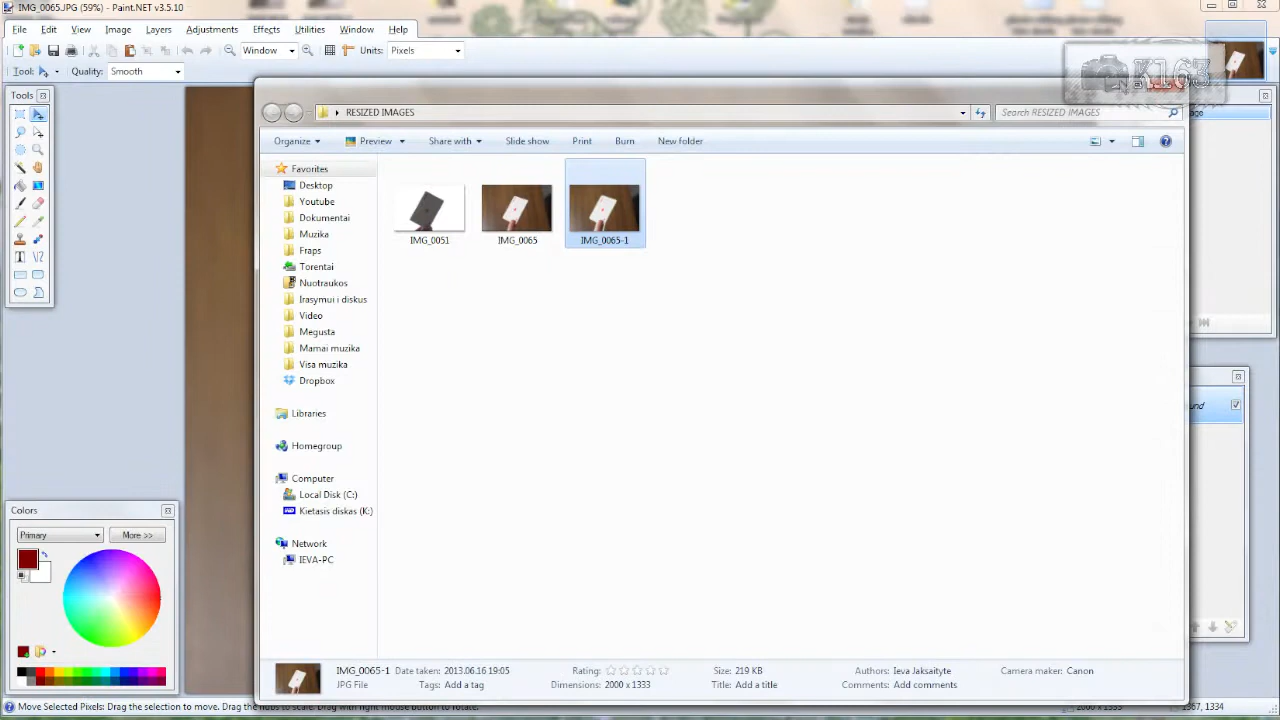 IMG_0065.JPG (59%) - Paint.NET v3.5.10
File Edit View Image Layers Adjustments Effects Utilities Window Help
Window Units: Pixels
Tool: Quality: Smooth
K163
Tools
RESIZED IMAGES
Search RESIZED IMAGES
Organize Preview Share with Slide show Print Burn New folder
Favorites
Desktop
Youtube
Dokumentai
Muzika
Fraps
Torentai
Nuotraukos
Irasymui i diskus
Video
Megusta
Mamai muzika
Visa muzika
Dropbox
Libraries
Homegroup
Computer
Local Disk (C:)
Kietasis diskas (K:)
Network
IEVA-PC
IMG_0051 IMG_0065 IMG_0065-1
Colors
Primary More >>
IMG_0065-1 Date taken: 2013.06.16 19:05 Rating: Size: 219 KB Authors: Ieva Jaksaityte Camera maker: Canon
JPG File Tags: Add a tag Dimensions: 2000 x 1333 Title: Add a title Comments: Add comments
Move Selected Pixels: Drag the selection to move. Drag the nubs to scale. Drag with right mouse button to rotate.
2000 x 1333
1367, 1334